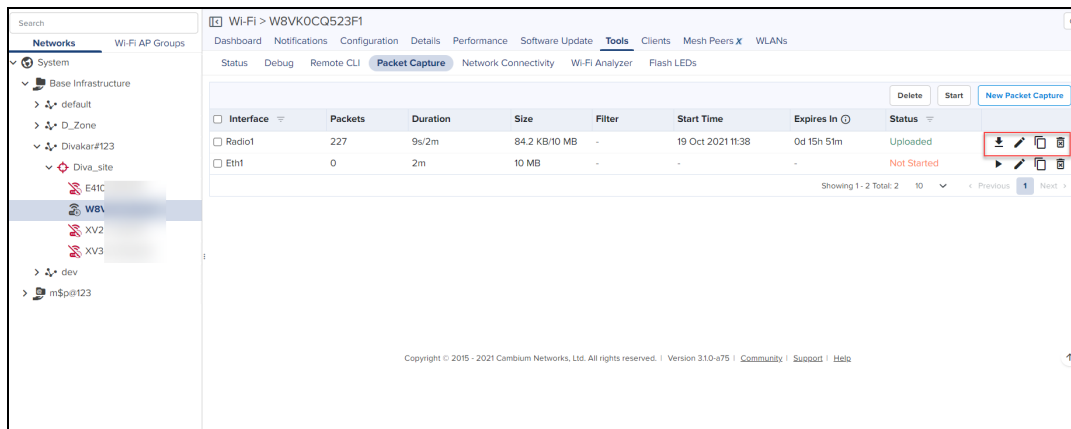 Search
Networks Wi-Fi AP Groups
System
Base Infrastructure
default
D_Zone
Divakar#123
Diva_site
E410
W8V
XV2
XV3
dev
m$p@123
Wi-Fi > W8VK0CQ523F1
Dashboard Notifications Configuration Details Performance Software Update Tools Clients Mesh Peers X WLANs
Status Debug Remote CLI Packet Capture Network Connectivity Wi-Fi Analyzer Flash LEDs
Delete Start New Packet Capture
Interface Packets Duration Size Filter Start Time Expires In Status
Radio1 227 9s/2m 84.2 KB/10 MB - 19 Oct 2021 11:38 0d 15h 51m Uploaded
Eth1 0 2m 10 MB - - - Not Started
Showing 1 - 2 Total: 2 10 < Previous 1 Next >
Copyright © 2015 - 2021 Cambium Networks, Ltd. All rights reserved. | Version 3.1.0-a75 | Community | Support | Help